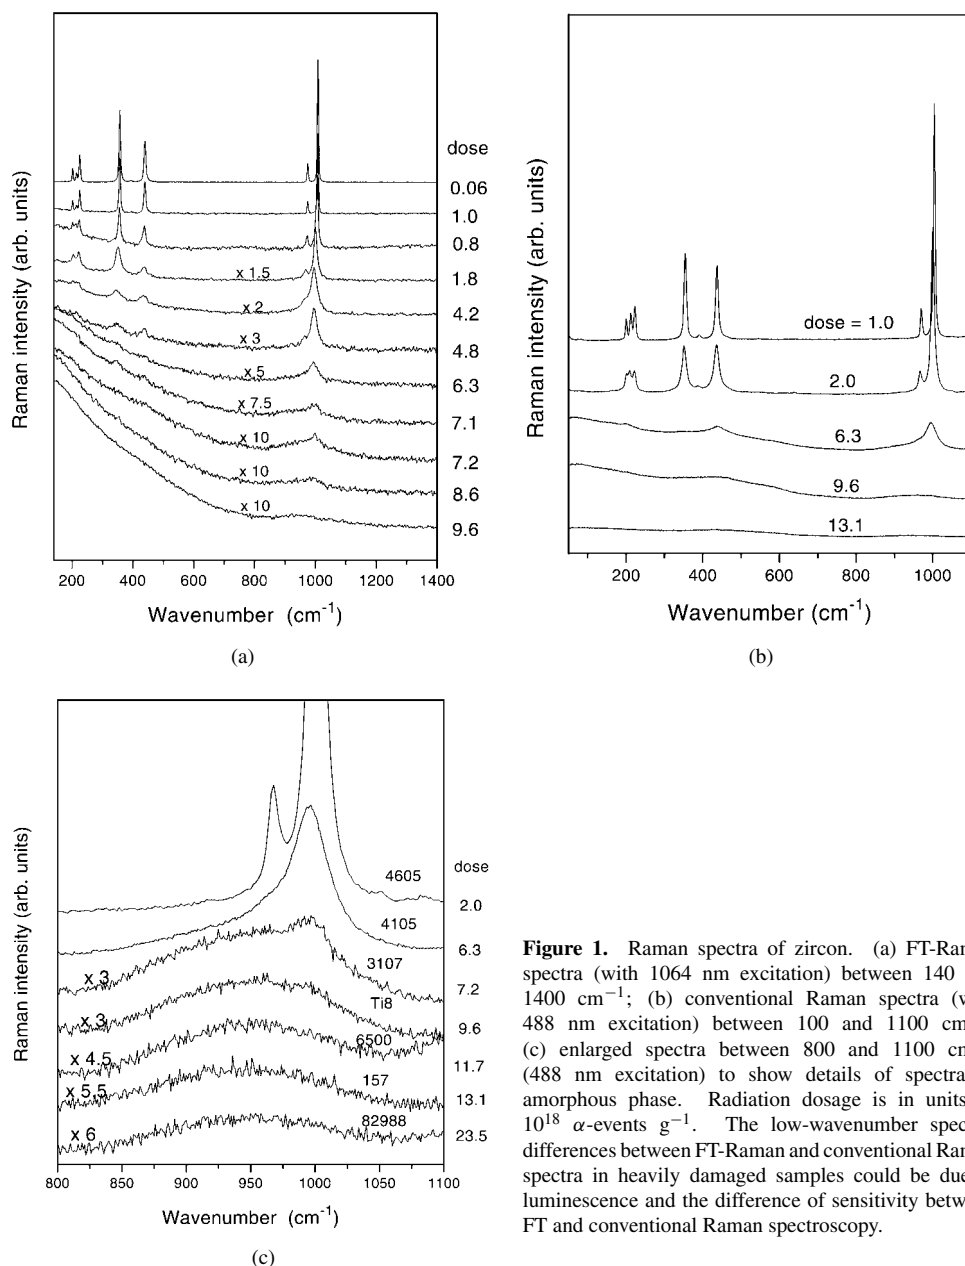 Raman intensity (arb. units)
dose
0.06
1.0
0.8
x 1.5
1.8
x 2
4.2
x 3
4.8
x 5
6.3
x 7.5
7.1
x 10
7.2
x 10
8.6
x 10
9.6
200 400 600 800 1000 1200 1400
Wavenumber (cm-1)
(a)
Raman intensity (arb. units)
dose = 1.0
2.0
6.3
9.6
13.1
200 400 600 800 1000
Wavenumber (cm-1)
(b)
Raman intensity (arb. units)
dose
4605
2.0
4105
6.3
3107
x 3
7.2
Ti8
x 3
9.6
6500
x 4.5
11.7
157
x 5,5
13.1
82988
x 6
23.5
800 850 900 950 1000 1050 1100
Wavenumber (cm-1)
(c)
Figure 1. Raman spectra of zircon. (a) FT-Ram
spectra (with 1064 nm excitation) between 140
1400 cm−1; (b) conventional Raman spectra (w
488 nm excitation) between 100 and 1100 cm
(c) enlarged spectra between 800 and 1100 cm
(488 nm excitation) to show details of spectra
amorphous phase. Radiation dosage is in units
10^18 α-events g−1. The low-wavenumber spec
differences between FT-Raman and conventional Ram
spectra in heavily damaged samples could be due
luminescence and the difference of sensitivity betwe
FT and conventional Raman spectroscopy.